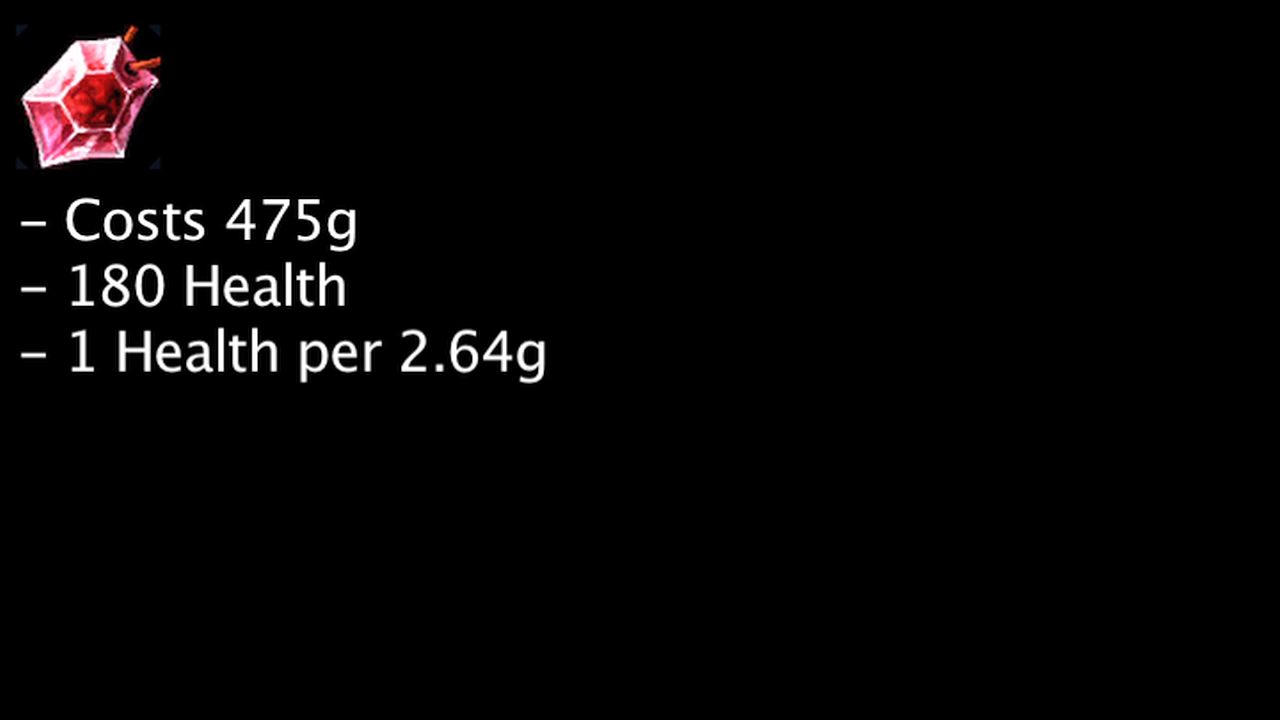 – Costs 475g
– 180 Health
– 1 Health per 2.64g